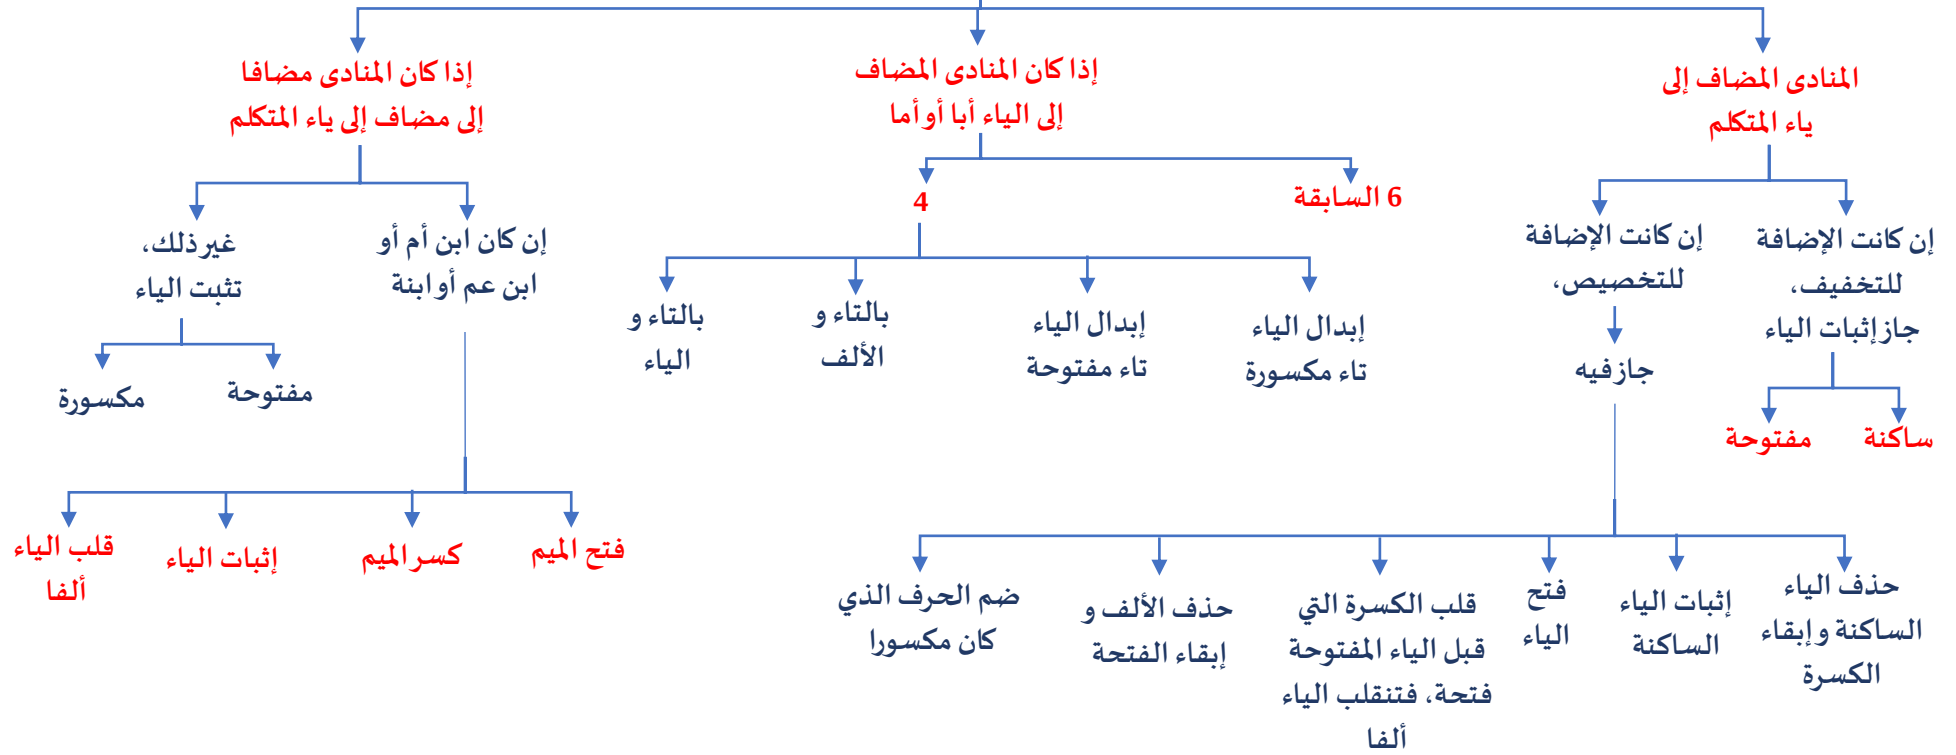 المنادى المضاف إلى
ياء المتكلم
إن كانت الإضافة
للتخفيف،
جاز إثبات الياء
ساكنة
مفتوحة
إن كانت الإضافة
للتخصيص،
جاز فيه
حذف الياء
الساكنة وإبقاء
الكسرة
إثبات الياء
الساكنة
فتح
الياء
قلب الكسرة التي
قبل الياء المفتوحة
فتحة، فتنقلب الياء
ألفا
حذف الألف و
إبقاء الفتحة
ضم الحرف الذي
كان مكسورا
إذا كان المنادى المضاف
إلى الياء أبا أو أما
6 السابقة
4
إبدال الياء
تاء مكسورة
إبدال الياء
تاء مفتوحة
بالتاء و
الألف
بالتاء و
الياء
إذا كان المنادى مضافا
إلى مضاف إلى ياء المتكلم
إن كان ابن أم أو
ابن عم أو ابنة
فتح الميم
كسر الميم
إثبات الياء
قلب الياء
ألفا
غير ذلك،
تثبت الياء
مفتوحة
مكسورة